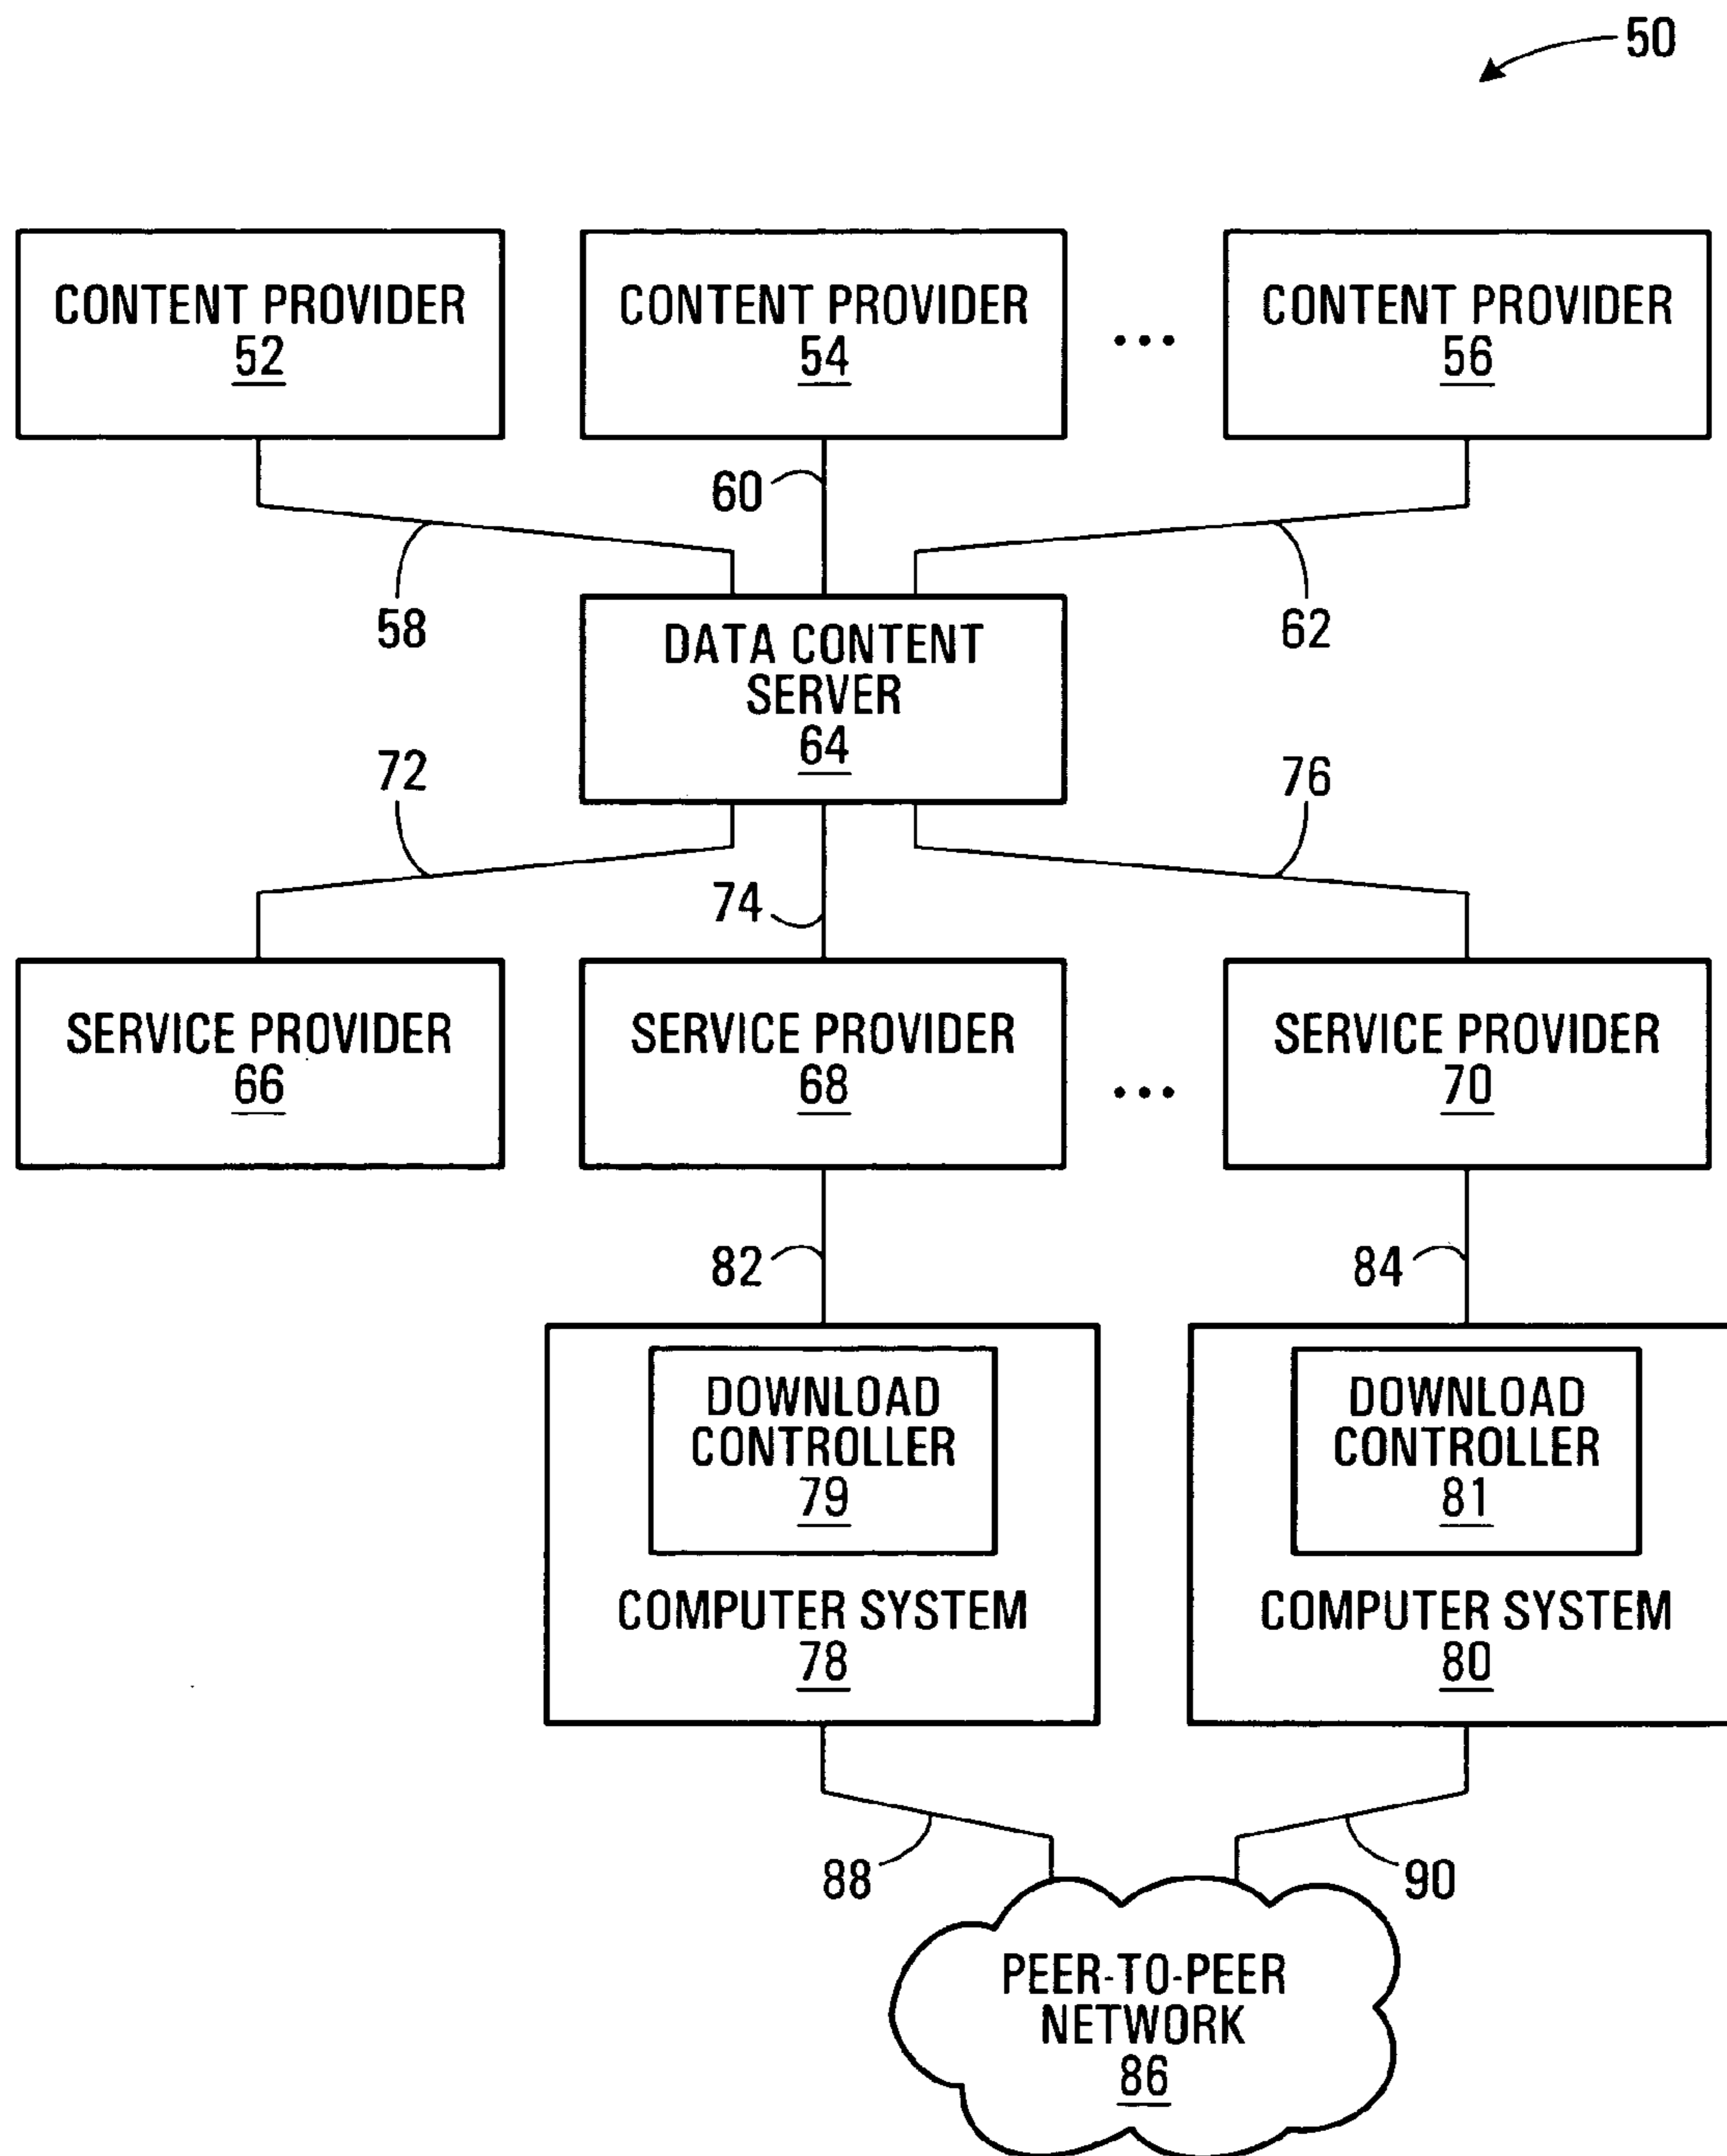 50
CONTENT PROVIDER
52
CONTENT PROVIDER
54
...
CONTENT PROVIDER
56
60
58
62
DATA CONTENT
SERVER
64
72
76
74
SERVICE PROVIDER
66
SERVICE PROVIDER
68
...
SERVICE PROVIDER
70
82
84
DOWNLOAD
CONTROLLER
79
COMPUTER SYSTEM
78
DOWNLOAD
CONTROLLER
81
COMPUTER SYSTEM
80
88
90
PEER-TO-PEER
NETWORK
86